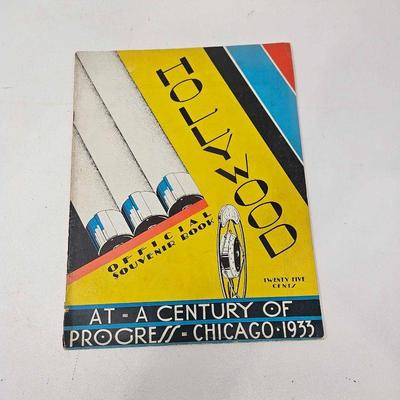 HOLLYWOOD
OFFICIAL
SOUVENIR BOOK
TWENTY FIVE
CENTS
AT - A CENTURY OF
PROGRESS - CHICAGO · 1933